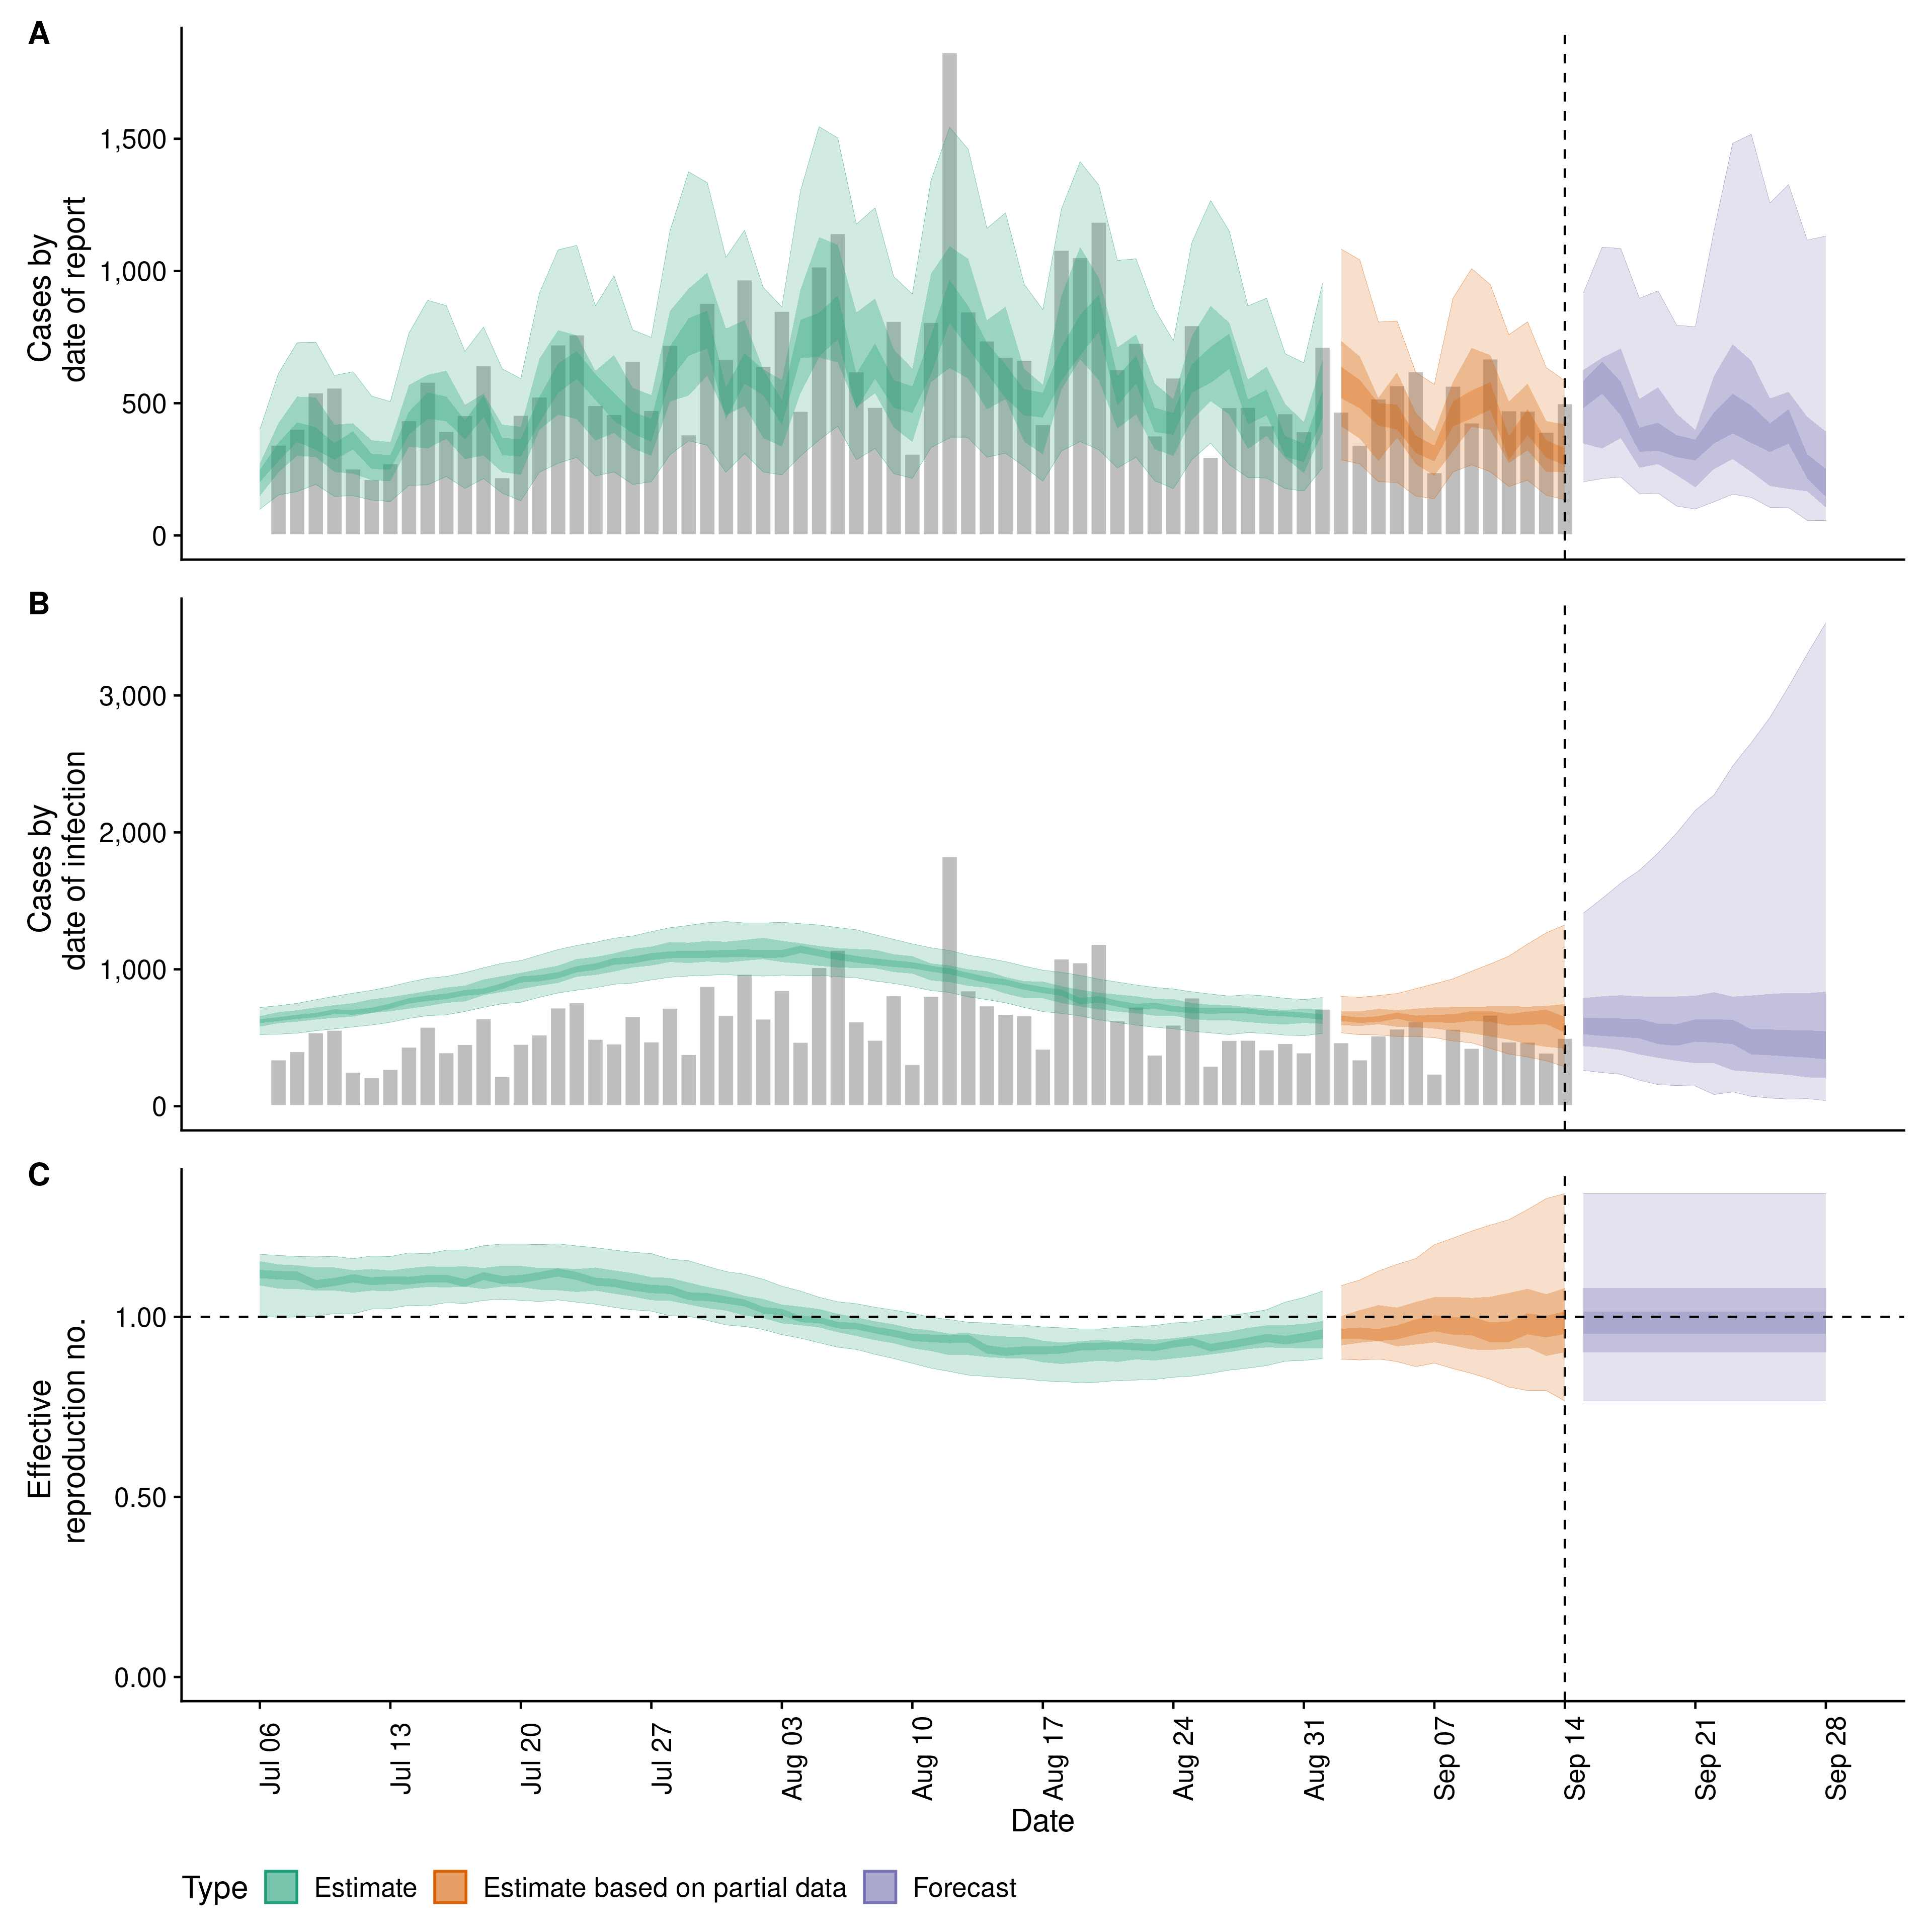 A
Cases by
date of report
1,500
1,000
500
0
B
Cases by
date of infection
3,000
2,000
1,000
0
C
Effective
reproduction no.
1.00
0.50
0.00
Jul 06
Jul 13
Jul 20
Jul 27
Aug 03
Aug 10
Aug 17
Aug 24
Aug 31
Sep 07
Sep 14
Sep 21
Sep 28
Date
Type Estimate Estimate based on partial data Forecast